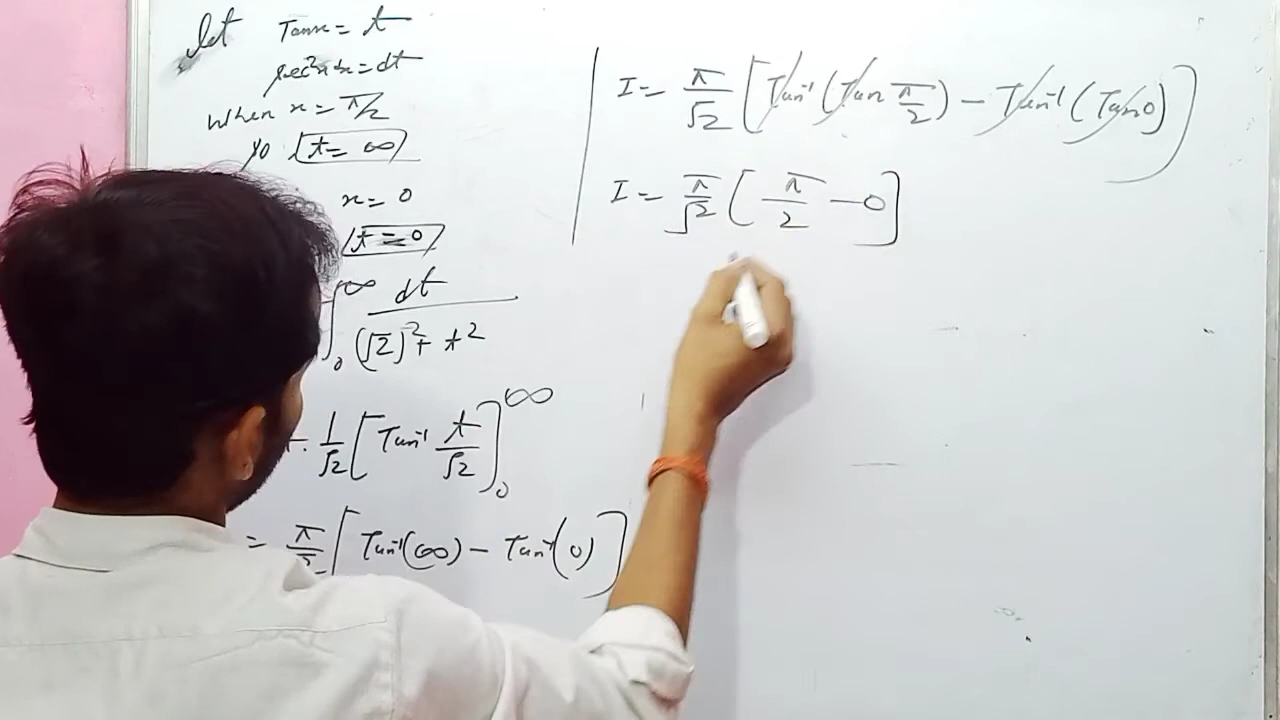 let Tanx = t
sec²x dx = dt
when x = π/2
so t = ∞
x = 0
t = 0
∫₀^∞ dt / (√2)² + t²
. 1/√2 [Tan⁻¹ t/√2]₀^∞
= π/√2 [Tan⁻¹(∞) - Tan⁻¹(0)]
I = π/√2 [Tan⁻¹(Tan π/2) - Tan⁻¹(Tan0)]
I = π/√2 [π/2 - 0]